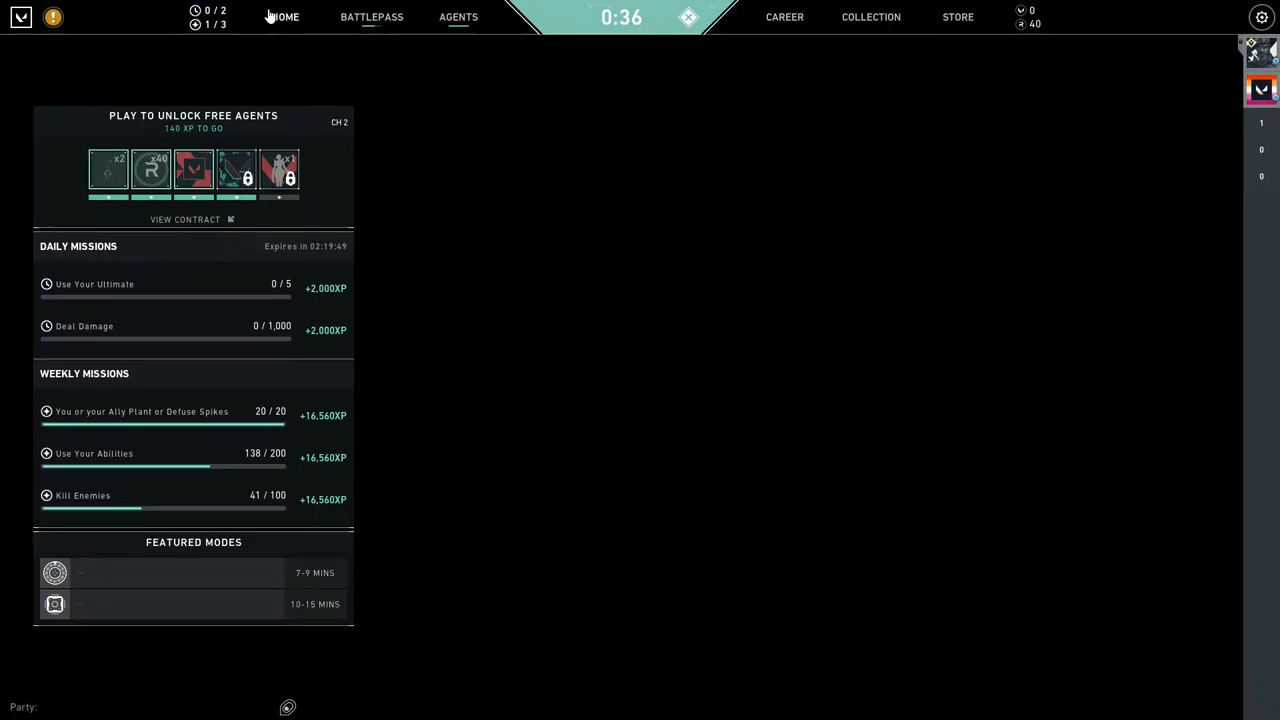 0 / 2
1 / 3
HOME
BATTLEPASS
AGENTS
0:36
CAREER
COLLECTION
STORE
0
40
PLAY TO UNLOCK FREE AGENTS
140 XP TO GO
CH 2
x2
x40
x1
VIEW CONTRACT
DAILY MISSIONS
Expires in 02:19:49
Use Your Ultimate 0 / 5 +2,000XP
Deal Damage 0 / 1,000 +2,000XP
WEEKLY MISSIONS
You or your Ally Plant or Defuse Spikes 20 / 20 +16,560XP
Use Your Abilities 138 / 200 +16,560XP
Kill Enemies 41 / 100 +16,560XP
FEATURED MODES
7-9 MINS
10-15 MINS
1
0
0
Party: